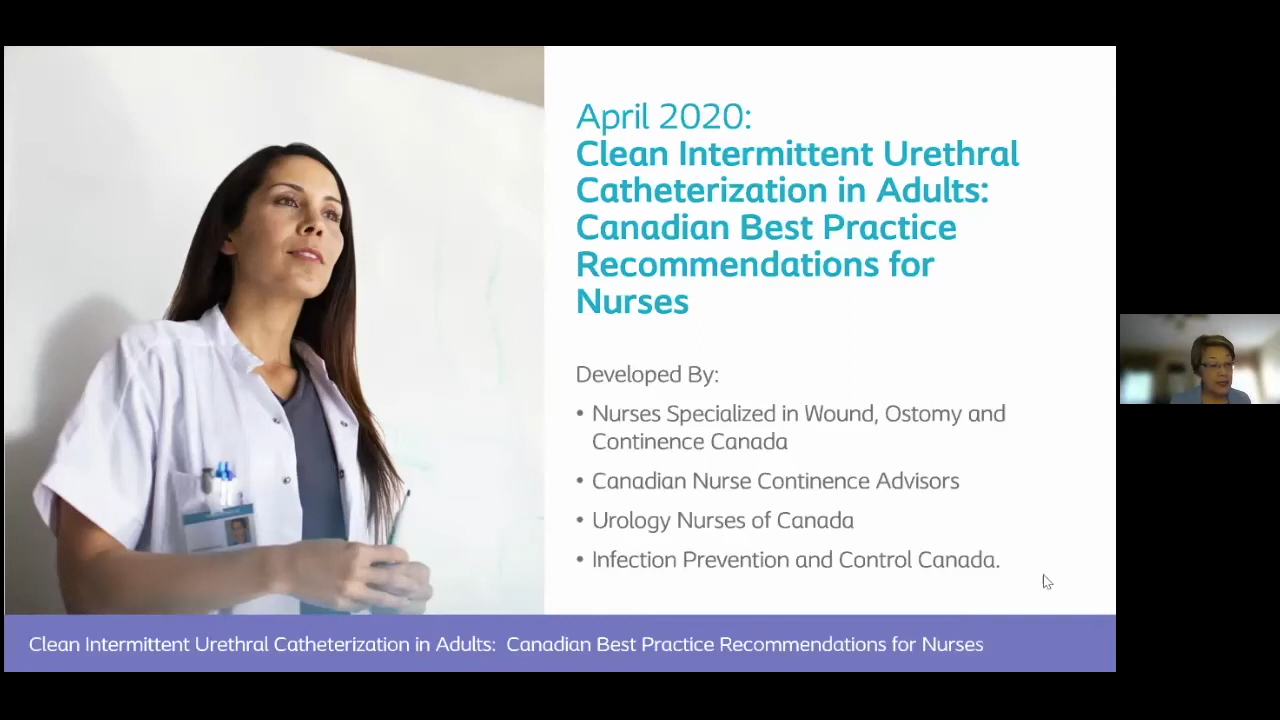 April 2020:
Clean Intermittent Urethral
Catheterization in Adults:
Canadian Best Practice
Recommendations for
Nurses
Developed By:
• Nurses Specialized in Wound, Ostomy and
Continence Canada
• Canadian Nurse Continence Advisors
• Urology Nurses of Canada
• Infection Prevention and Control Canada.
Clean Intermittent Urethral Catheterization in Adults: Canadian Best Practice Recommendations for Nurses